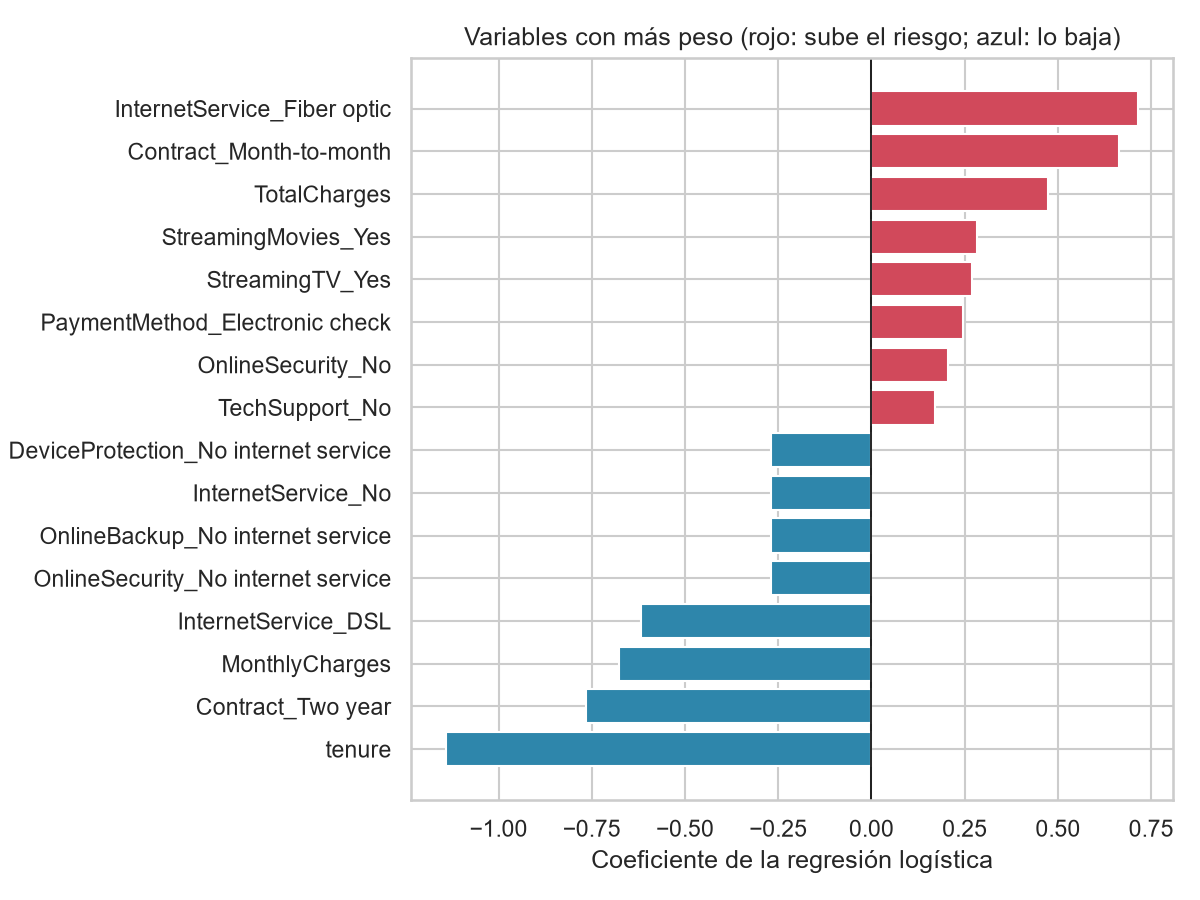 Variables con más peso (rojo: sube el riesgo; azul: lo baja)
InternetService_Fiber optic
Contract_Month-to-month
TotalCharges
StreamingMovies_Yes
StreamingTV_Yes
PaymentMethod_Electronic check
OnlineSecurity_No
TechSupport_No
DeviceProtection_No internet service
InternetService_No
OnlineBackup_No internet service
OnlineSecurity_No internet service
InternetService_DSL
MonthlyCharges
Contract_Two year
tenure
−1.00 −0.75 −0.50 −0.25 0.00 0.25 0.50 0.75
Coeficiente de la regresión logística